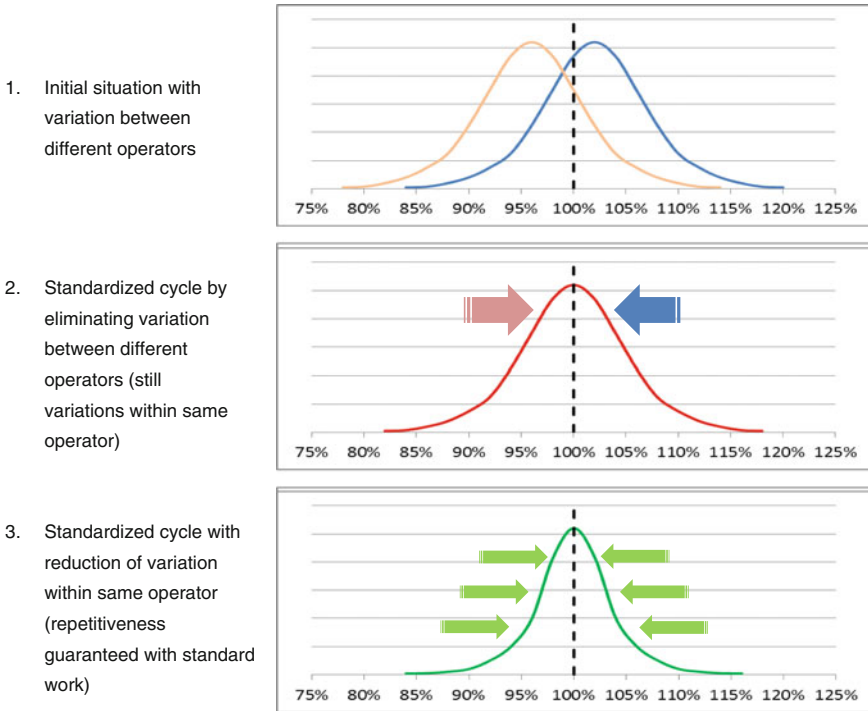 1. Initial situation with
variation between
different operators
75% 80% 85% 90% 95% 100% 105% 110% 115% 120% 125%
2. Standardized cycle by
eliminating variation
between different
operators (still
variations within same
operator)
75% 80% 85% 90% 95% 100% 105% 110% 115% 120% 125%
3. Standardized cycle with
reduction of variation
within same operator
(repetitiveness
guaranteed with standard
work)
75% 80% 85% 90% 95% 100% 105% 110% 115% 120% 125%